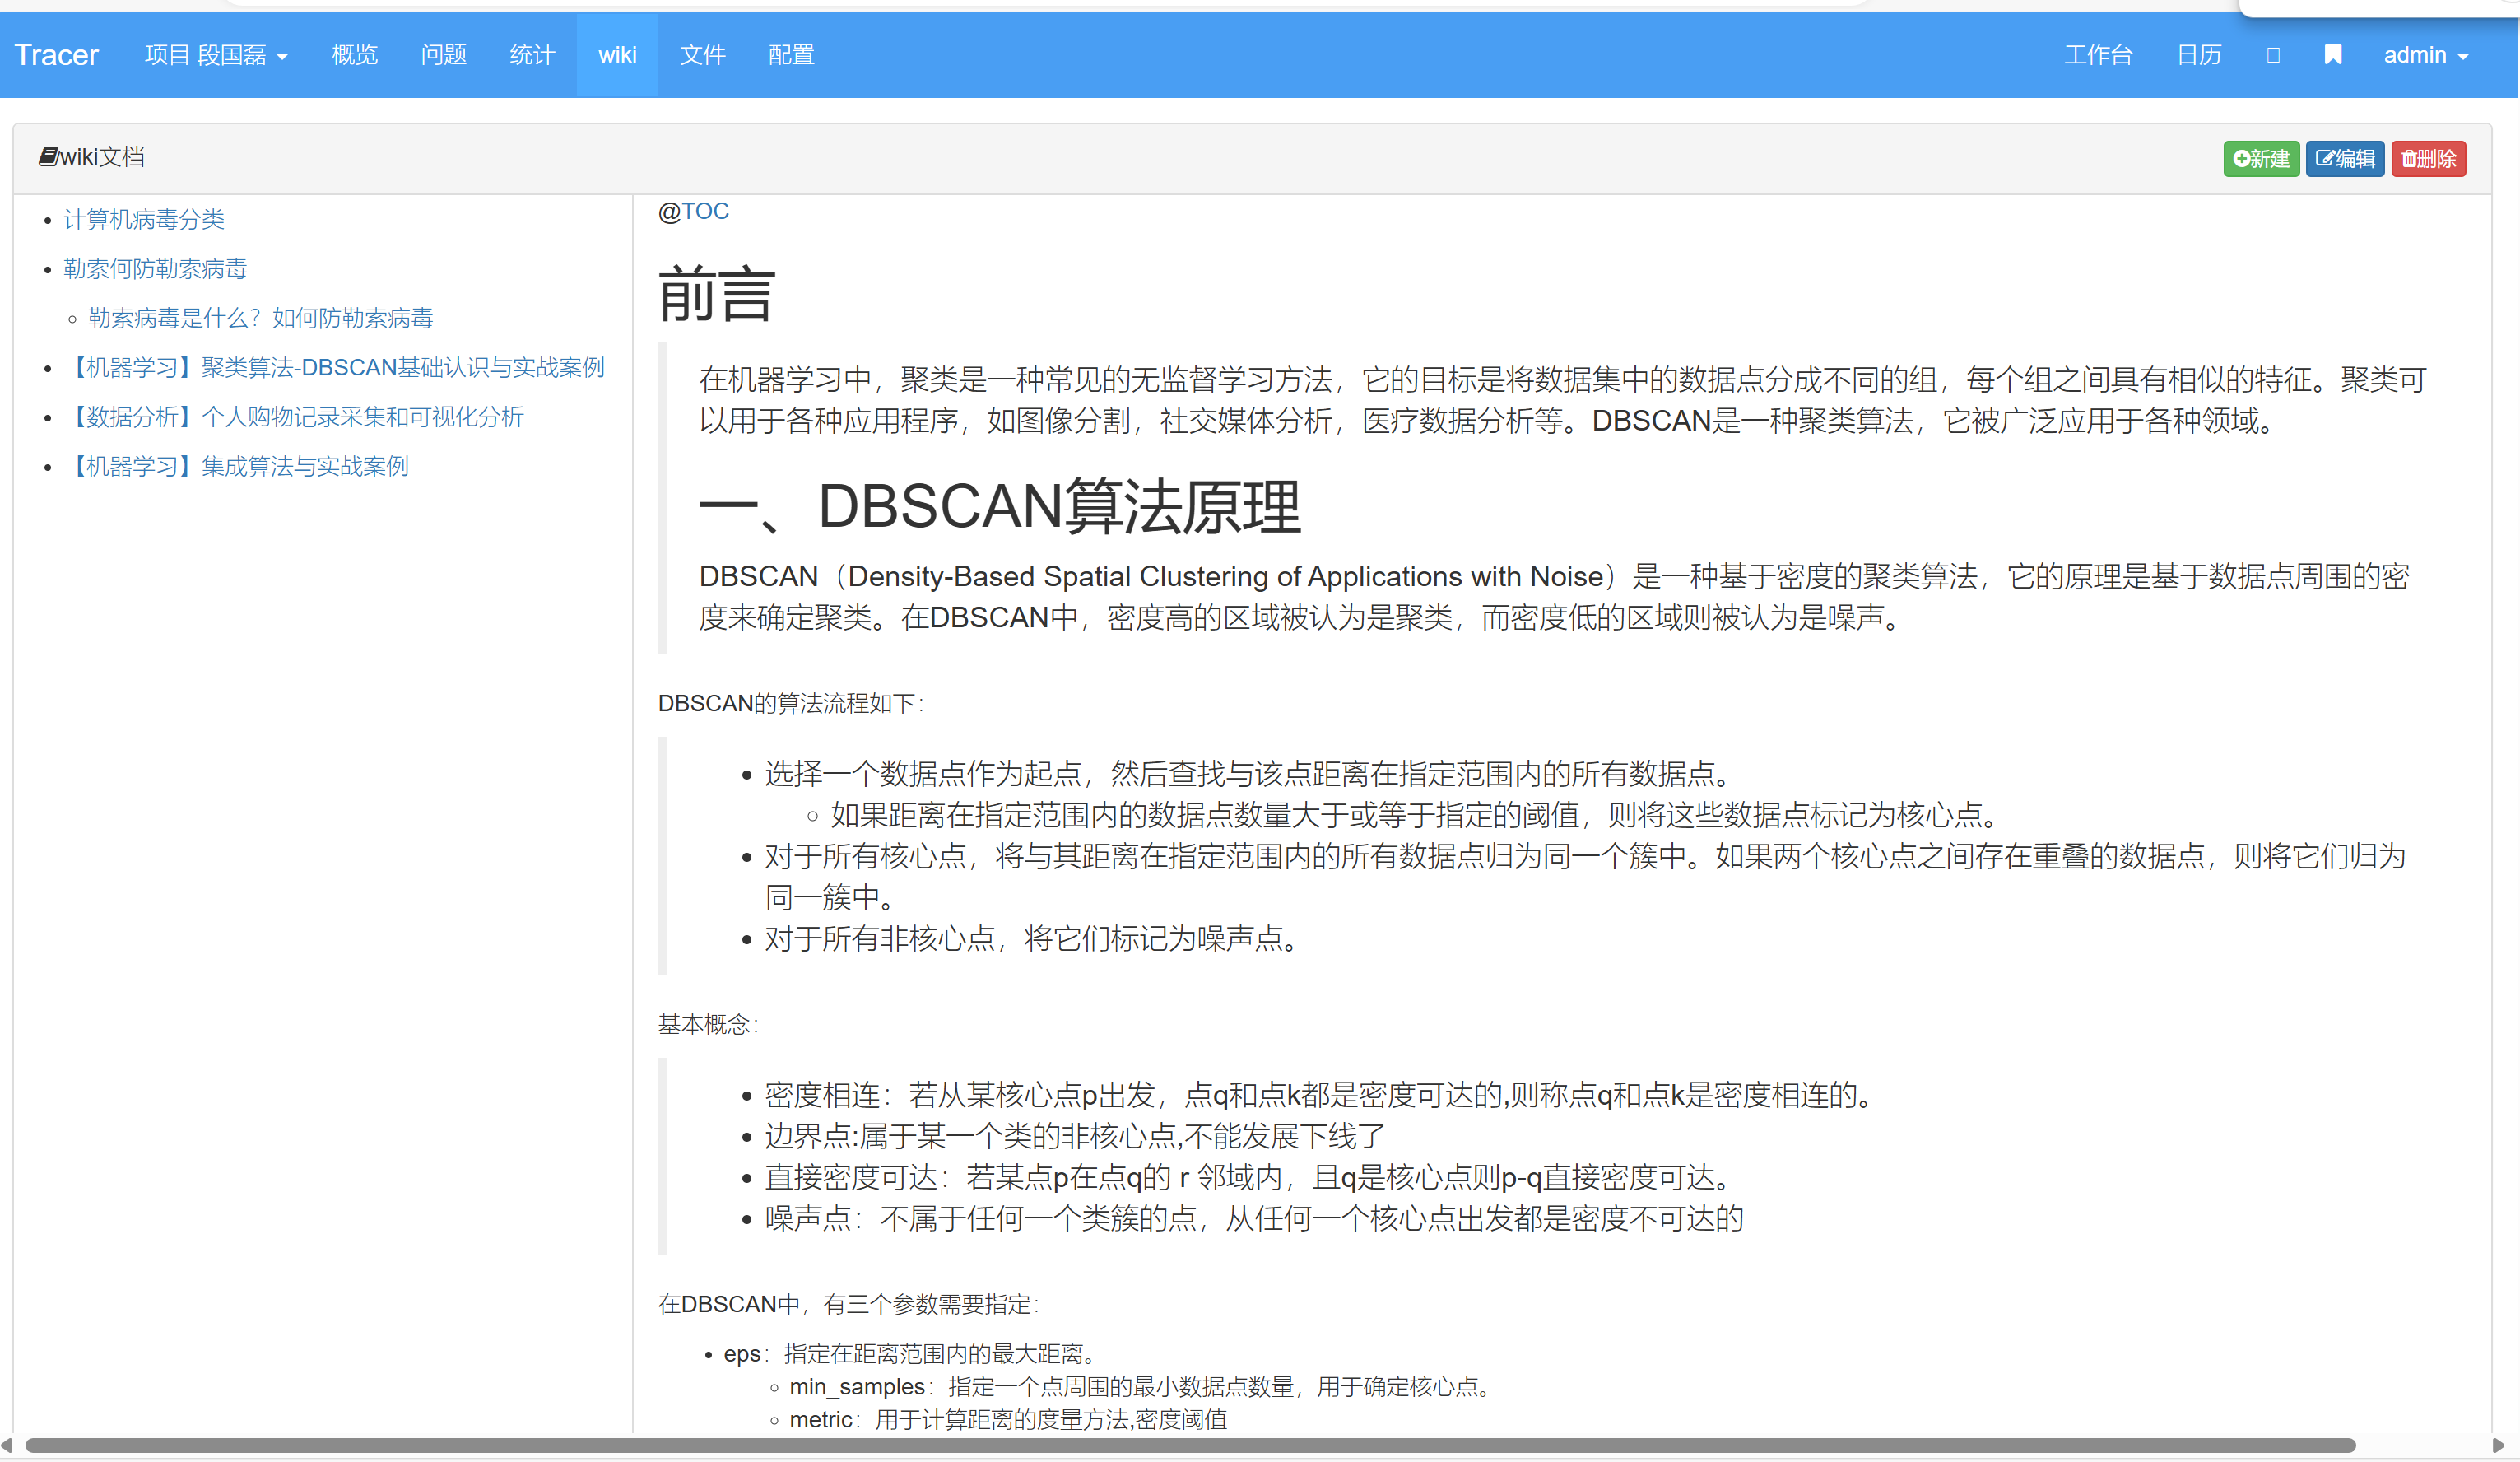 Tracer 项目 段国磊 概览 问题 统计 wiki 文件 配置 工作台 日历 admin
wiki文档 新建 编辑 删除
计算机病毒分类
勒索何防勒索病毒
勒索病毒是什么？如何防勒索病毒
【机器学习】聚类算法-DBSCAN基础认识与实战案例
【数据分析】个人购物记录采集和可视化分析
【机器学习】集成算法与实战案例
@TOC
前言
在机器学习中，聚类是一种常见的无监督学习方法，它的目标是将数据集中的数据点分成不同的组，每个组之间具有相似的特征。聚类可
以用于各种应用程序，如图像分割，社交媒体分析，医疗数据分析等。DBSCAN是一种聚类算法，它被广泛应用于各种领域。
一、DBSCAN算法原理
DBSCAN（Density-Based Spatial Clustering of Applications with Noise）是一种基于密度的聚类算法，它的原理是基于数据点周围的密
度来确定聚类。在DBSCAN中，密度高的区域被认为是聚类，而密度低的区域则被认为是噪声。
DBSCAN的算法流程如下：
选择一个数据点作为起点，然后查找与该点距离在指定范围内的所有数据点。
如果距离在指定范围内的数据点数量大于或等于指定的阈值，则将这些数据点标记为核心点。
对于所有核心点，将与其距离在指定范围内的所有数据点归为同一个簇中。如果两个核心点之间存在重叠的数据点，则将它们归为
同一簇中。
对于所有非核心点，将它们标记为噪声点。
基本概念：
密度相连：若从某核心点p出发，点q和点k都是密度可达的,则称点q和点k是密度相连的。
边界点:属于某一个类的非核心点,不能发展下线了
直接密度可达：若某点p在点q的 r 邻域内，且q是核心点则p-q直接密度可达。
噪声点：不属于任何一个类簇的点，从任何一个核心点出发都是密度不可达的
在DBSCAN中，有三个参数需要指定：
eps：指定在距离范围内的最大距离。
min_samples：指定一个点周围的最小数据点数量，用于确定核心点。
metric：用于计算距离的度量方法,密度阈值